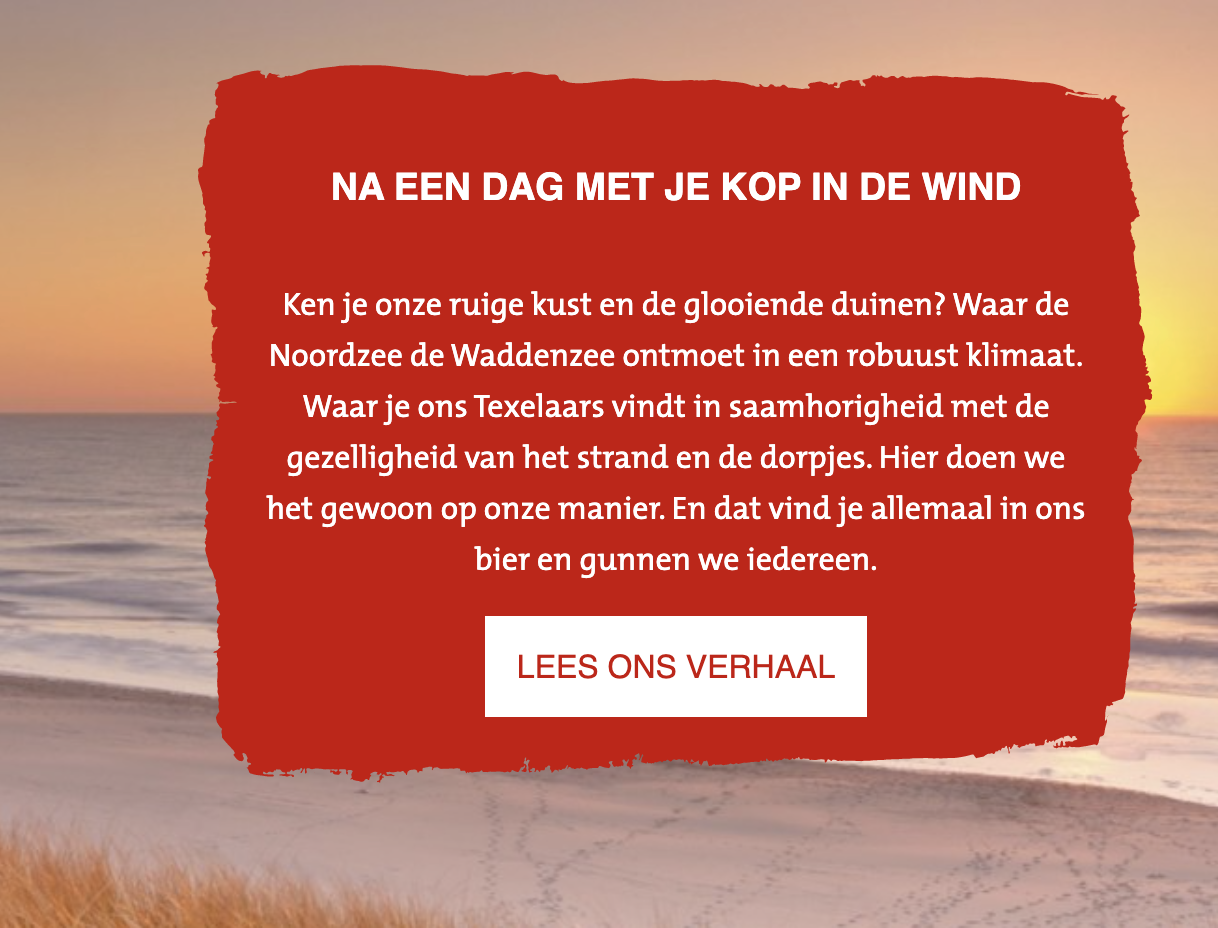 NA EEN DAG MET JE KOP IN DE WIND
Ken je onze ruige kust en de glooiende duinen? Waar de
Noordzee de Waddenzee ontmoet in een robuust klimaat.
Waar je ons Texelaars vindt in saamhorigheid met de
gezelligheid van het strand en de dorpjes. Hier doen we
het gewoon op onze manier. En dat vind je allemaal in ons
bier en gunnen we iedereen.
LEES ONS VERHAAL